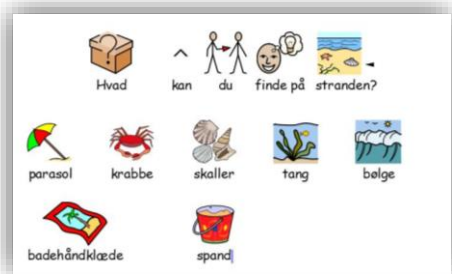 Hvad kan du finde på stranden?
parasol krabbe skaller tang bølge
badehåndklæde spand